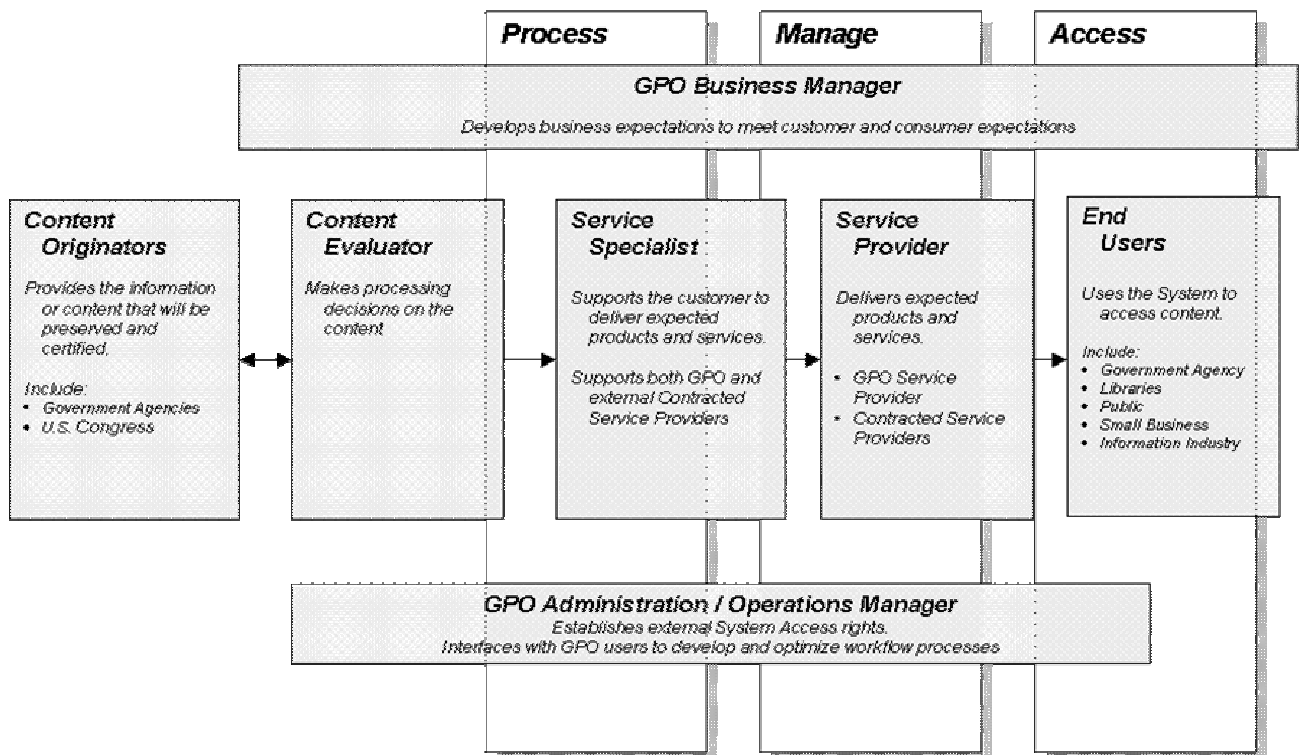 Process
Manage
Access
GPO Business Manager
Develops business expectations to meet customer and consumer expectations
Content
Originators
Provides the information
or content that will be
preserved and
certified.
Include:
• Government Agencies
• U.S. Congress
Content
Evaluator
Makes processing
decisions on the
content
Service
Specialist
Supports the customer to
deliver expected
products and services.
Supports both GPO and
external Contracted
Service Providers
Service
Provider
Delivers expected
products and
services.
• GPO Service
Provider
• Contracted Service
Providers
End
Users
Uses the System to
access content.
Include:
• Government Agency
• Libraries
• Public
• Small Business
• Information Industry
GPO Administration / Operations Manager
Establishes external System Access rights.
Interfaces with GPO users to develop and optimize workflow processes